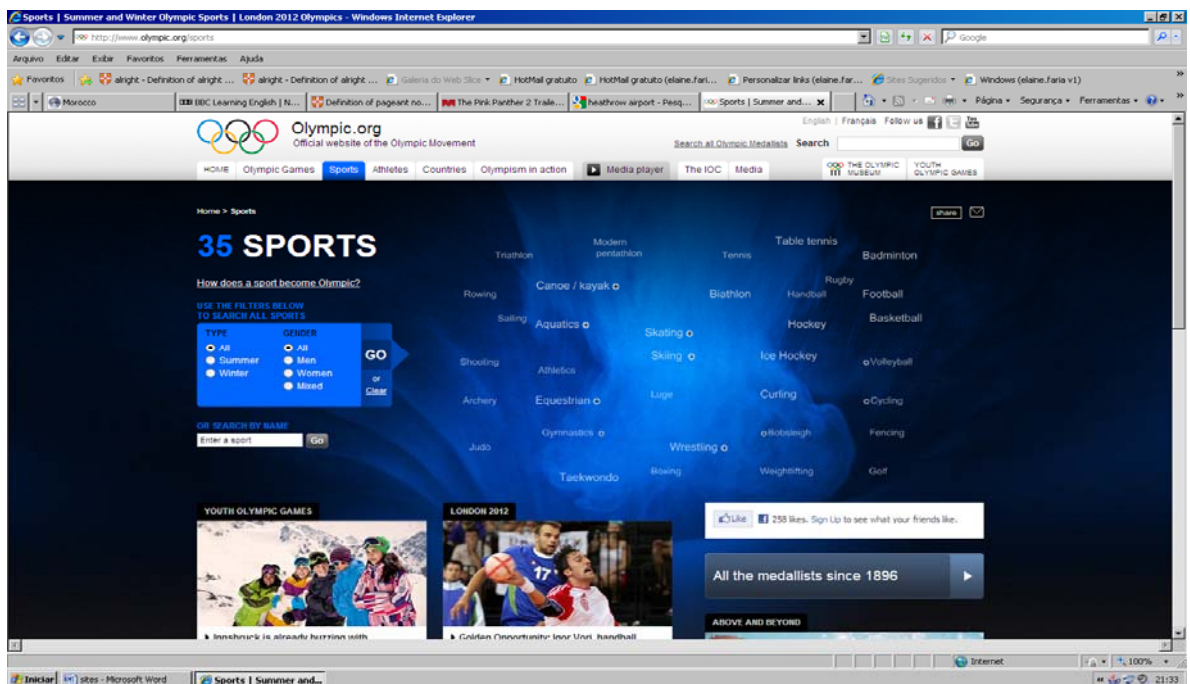 Sports | Summer and Winter Olympic Sports | London 2012 Olympics - Windows Internet Explorer
http://www.olympic.org/sports
Google
Arquivo Editar Exibir Favoritos Ferramentas Ajuda
Favoritos alright - Definition of alright ... alright - Definition of alright ... Galeria do Web Slice HotMail gratuito HotMail gratuito (elaine.fari... Personalizar links (elaine.far... Sites Sugeridos Windows (elaine.faria v1)
Morocco BBC Learning English | N... Definition of pageant no... The Pink Panther 2 Traile... heathrow airport - Pesq... Sports | Summer and... Página Segurança Ferramentas
English | Français Follow us You Tube
Olympic.org
Official website of the Olympic Movement
Search all Olympic Medalists Search Go
HOME Olympic Games Sports Athletes Countries Olympism in action Media player The IOC Media THE OLYMPIC MUSEUM YOUTH OLYMPIC GAMES
Home > Sports
share
35 SPORTS
Triathlon
Modern
pentathlon
Tennis
Table tennis
Badminton
How does a sport become Olympic?
Rowing
Canoe / kayak
Biathlon
Handball
Rugby
Football
USE THE FILTERS BELOW
TO SEARCH ALL SPORTS
Sailing
Aquatics
Skating
Hockey
Basketball
TYPE GENDER
All All
Summer Men
Winter Women
Mixed
GO
or
Clear
Shooting
Athletics
Skiing
Ice Hockey
Volleyball
Archery
Equestrian
Luge
Curling
Cycling
OR SEARCH BY NAME
Enter a sport Go
Judo
Gymnastics
Wrestling
Bobsleigh
Fencing
Taekwondo
Boxing
Weightlifting
Golf
YOUTH OLYMPIC GAMES
LONDON 2012
17
Like 258 likes. Sign Up to see what your friends like.
All the medallists since 1896
ABOVE AND BEYOND
Innsbruck is already buzzing with
Golden Opportunity: Igor Vori, handball
Internet 100%
Iniciar sites - Microsoft Word Sports | Summer and... 21:33